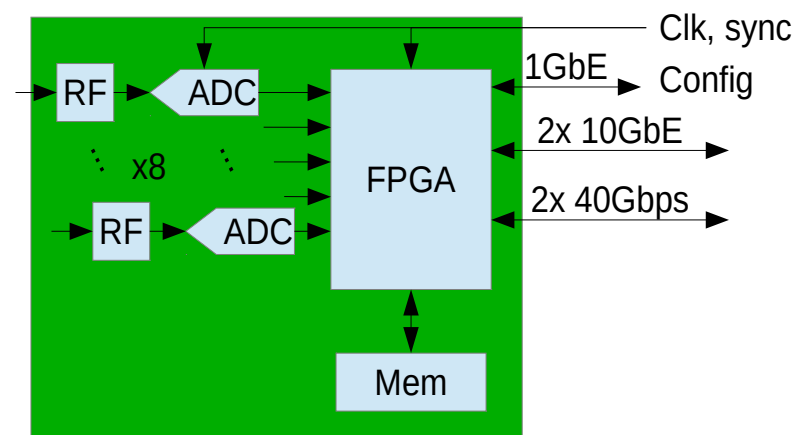 Clk, sync
1GbE
Config
RF
ADC
2x 10GbE
x8
FPGA
2x 40Gbps
RF
ADC
Mem